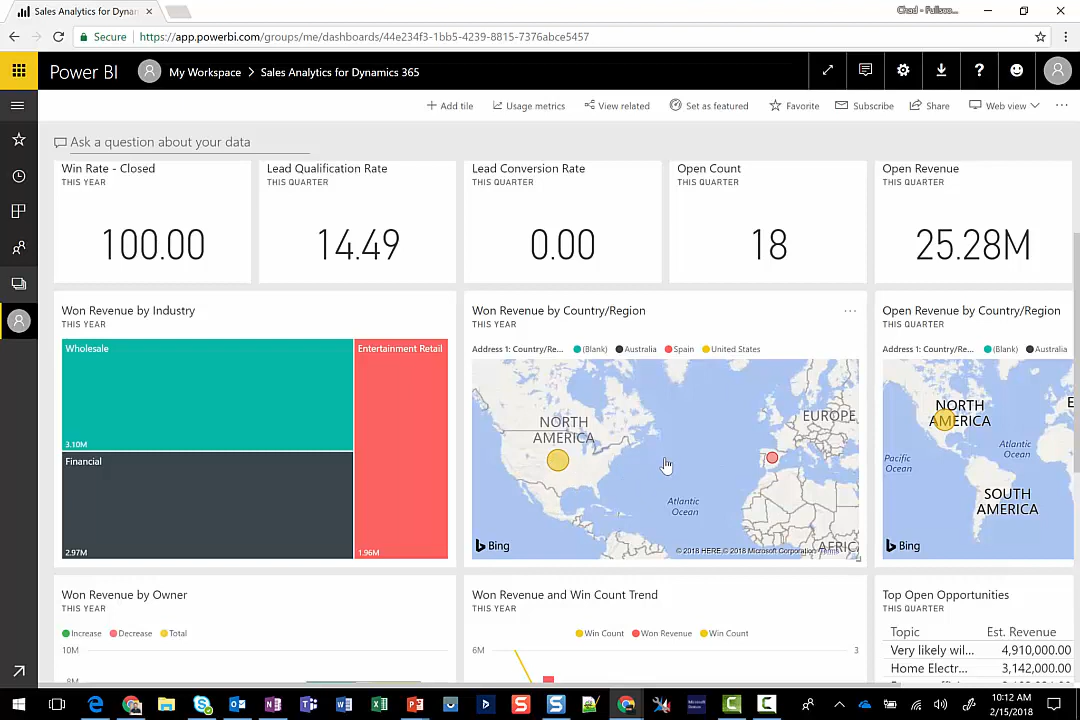 Sales Analytics for Dynam
Secure
https://app.powerbi.com/groups/me/dashboards/44e234f3-1bb5-4239-8815-7376abce5457
Power BI
My Workspace > Sales Analytics for Dynamics 365
Add tile
Usage metrics
View related
Set as featured
Favorite
Subscribe
Share
Web view
Ask a question about your data
Win Rate - Closed
THIS YEAR
100.00
Lead Qualification Rate
THIS QUARTER
14.49
Lead Conversion Rate
THIS QUARTER
0.00
Open Count
THIS QUARTER
18
Open Revenue
THIS QUARTER
25.28M
Won Revenue by Industry
THIS YEAR
Wholesale
3.10M
Financial
2.97M
Entertainment Retail
1.96M
Won Revenue by Country/Region
THIS YEAR
Address 1: Country/Re... (Blank) Australia Spain United States
NORTH
AMERICA
EUROPE
Atlantic
Ocean
AFRIC
Bing
© 2018 HERE, © 2018 Microsoft Corporation Terms
Open Revenue by Country/Region
THIS QUARTER
Address 1: Country/Re... (Blank) Australia
NORTH
AMERICA
E
Pacific
Ocean
Atlantic
Ocean
SOUTH
AMERICA
Bing
Won Revenue by Owner
THIS YEAR
Increase Decrease Total
10M
8M
Won Revenue and Win Count Trend
THIS YEAR
Win Count Won Revenue Win Count
6M
3
Top Open Opportunities
THIS QUARTER
Topic Est. Revenue
Very likely wil... 4,910,000.00
Home Electr... 3,142,000.00
10:12 AM
2/15/2018